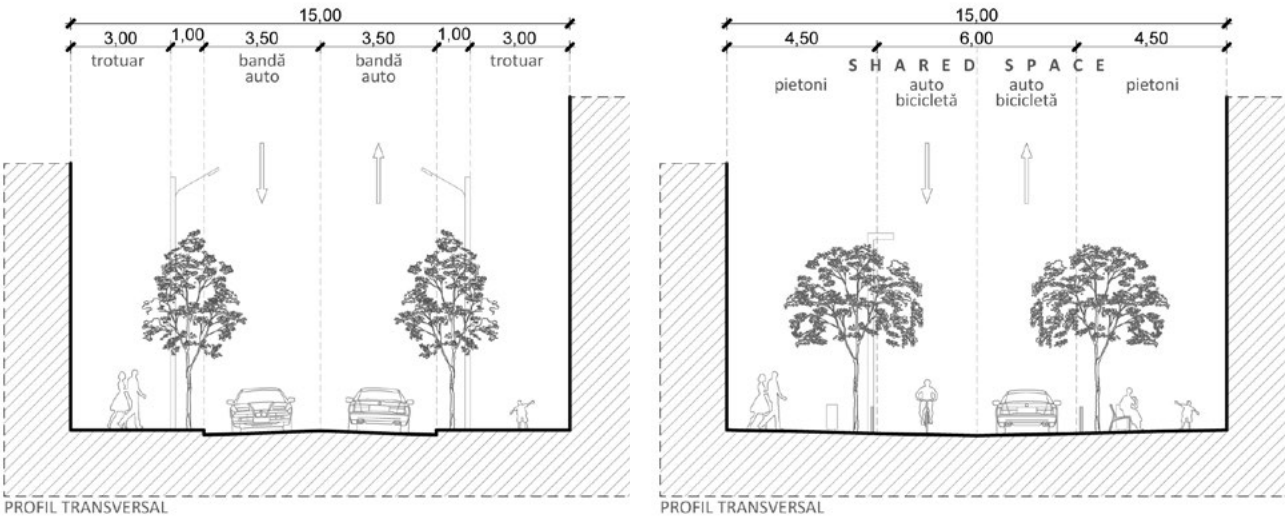 15,00
3,00 1,00 3,50 3,50 1,00 3,00
trotuar bandă auto bandă auto trotuar
PROFIL TRANSVERSAL
15,00
4,50 6,00 4,50
SHARED SPACE
pietoni auto bicicletă auto bicicletă pietoni
PROFIL TRANSVERSAL